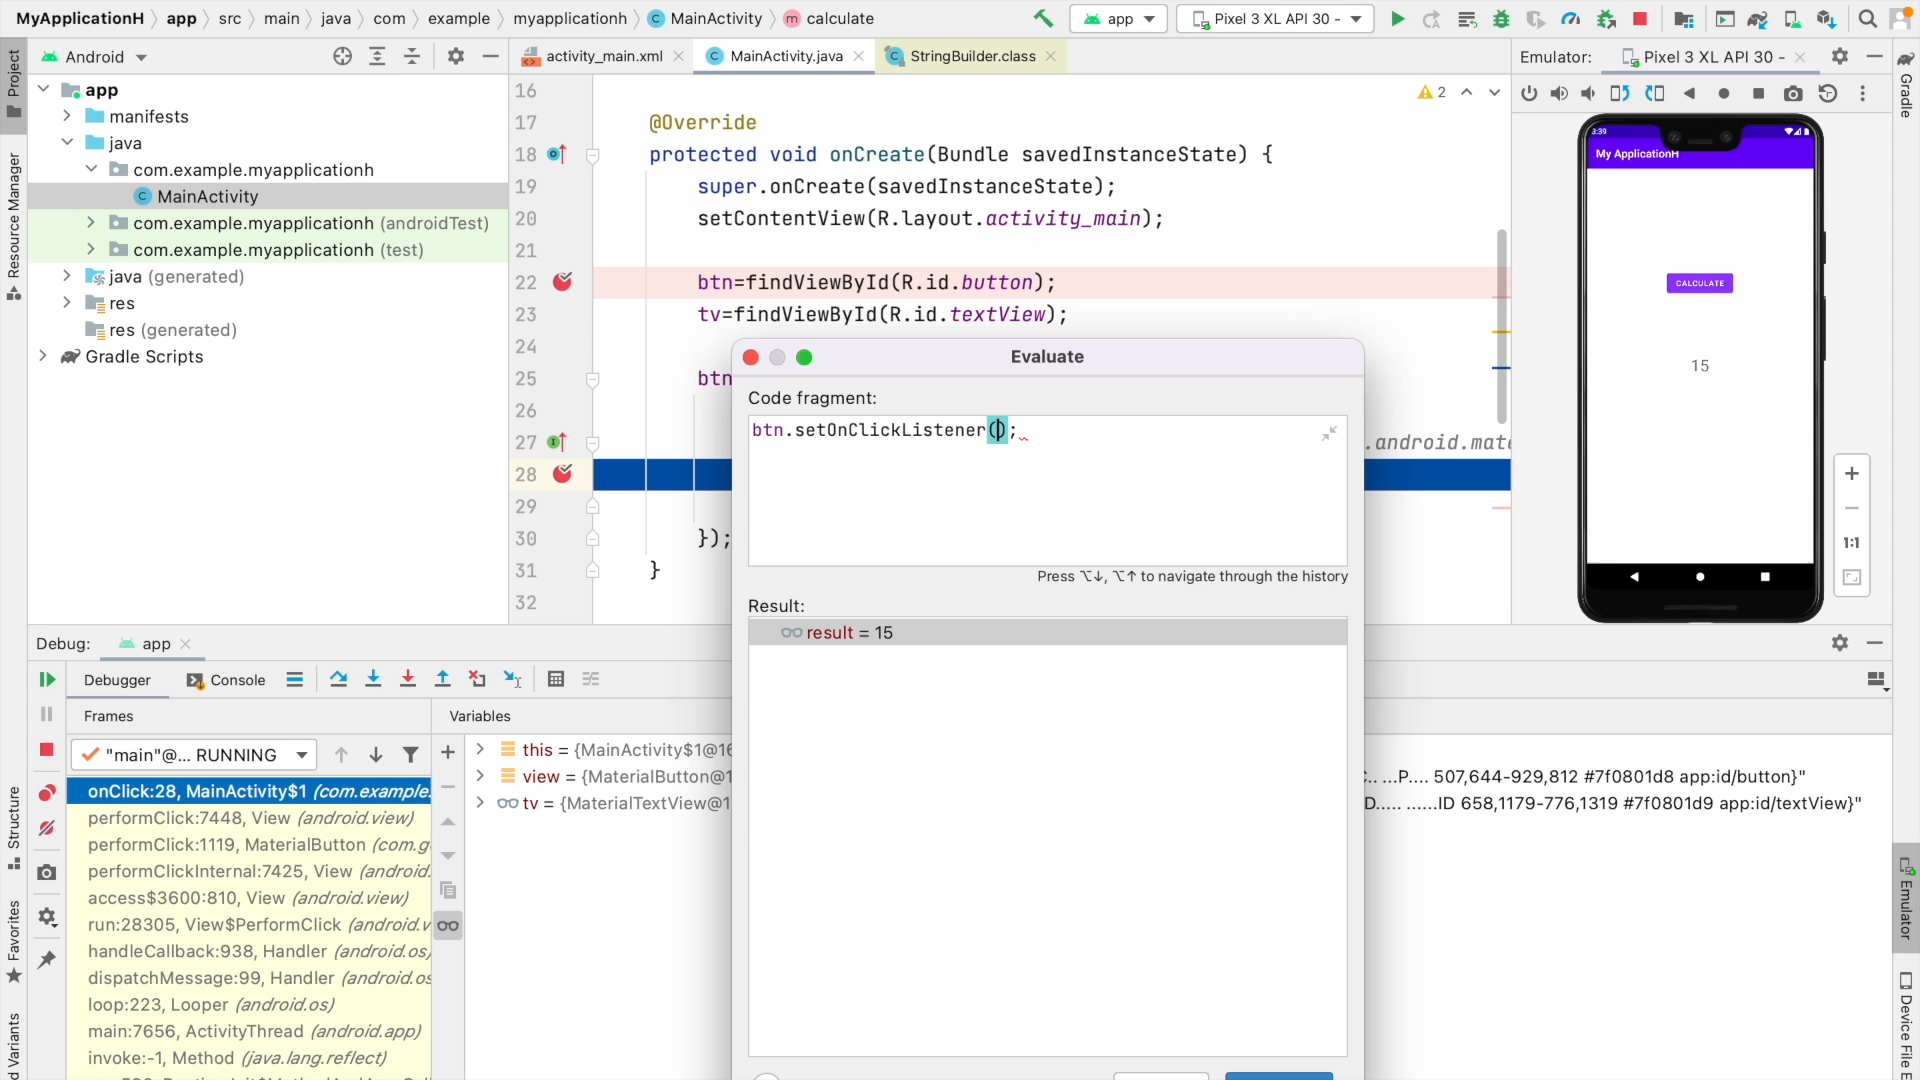 MyApplicationH
app
src
main
java
com
example
myapplicationh
MainActivity
calculate
app
Pixel 3 XL API 30 -
Android
activity_main.xml
MainActivity.java
StringBuilder.class
Emulator:
Pixel 3 XL API 30 -
Project
Resource Manager
Structure
Favorites
Gradle
Emulator
app
manifests
java
com.example.myapplicationh
MainActivity
com.example.myapplicationh (androidTest)
com.example.myapplicationh (test)
java (generated)
res
res (generated)
Gradle Scripts
2
16
17 @Override
18 protected void onCreate(Bundle savedInstanceState) {
19 super.onCreate(savedInstanceState);
20 setContentView(R.layout.activity_main);
21
22 btn=findViewById(R.id.button);
23 tv=findViewById(R.id.textView);
24
25 btn
26
27 .android.mat
28
29
30 });
31 }
32
3:39
My ApplicationH
CALCULATE
15
1:1
Evaluate
Code fragment:
btn.setOnClickListener();
Press ⌥↓, ⌥↑ to navigate through the history
Result:
result = 15
Debug:
app
Debugger
Console
Frames
Variables
"main"@... RUNNING
onClick:28, MainActivity$1 (com.example.
performClick:7448, View (android.view)
performClick:1119, MaterialButton (com.g
performClickInternal:7425, View (android.
access$3600:810, View (android.view)
run:28305, View$PerformClick (android.v
handleCallback:938, Handler (android.os)
dispatchMessage:99, Handler (android.os
loop:223, Looper (android.os)
main:7656, ActivityThread (android.app)
invoke:-1, Method (java.lang.reflect)
this = {MainActivity$1@16
view = {MaterialButton@1
tv = {MaterialTextView@1
...P.... 507,644-929,812 #7f0801d8 app:id/button}"
D..... ......ID 658,1179-776,1319 #7f0801d9 app:id/textView}"
Device File E
d Variants